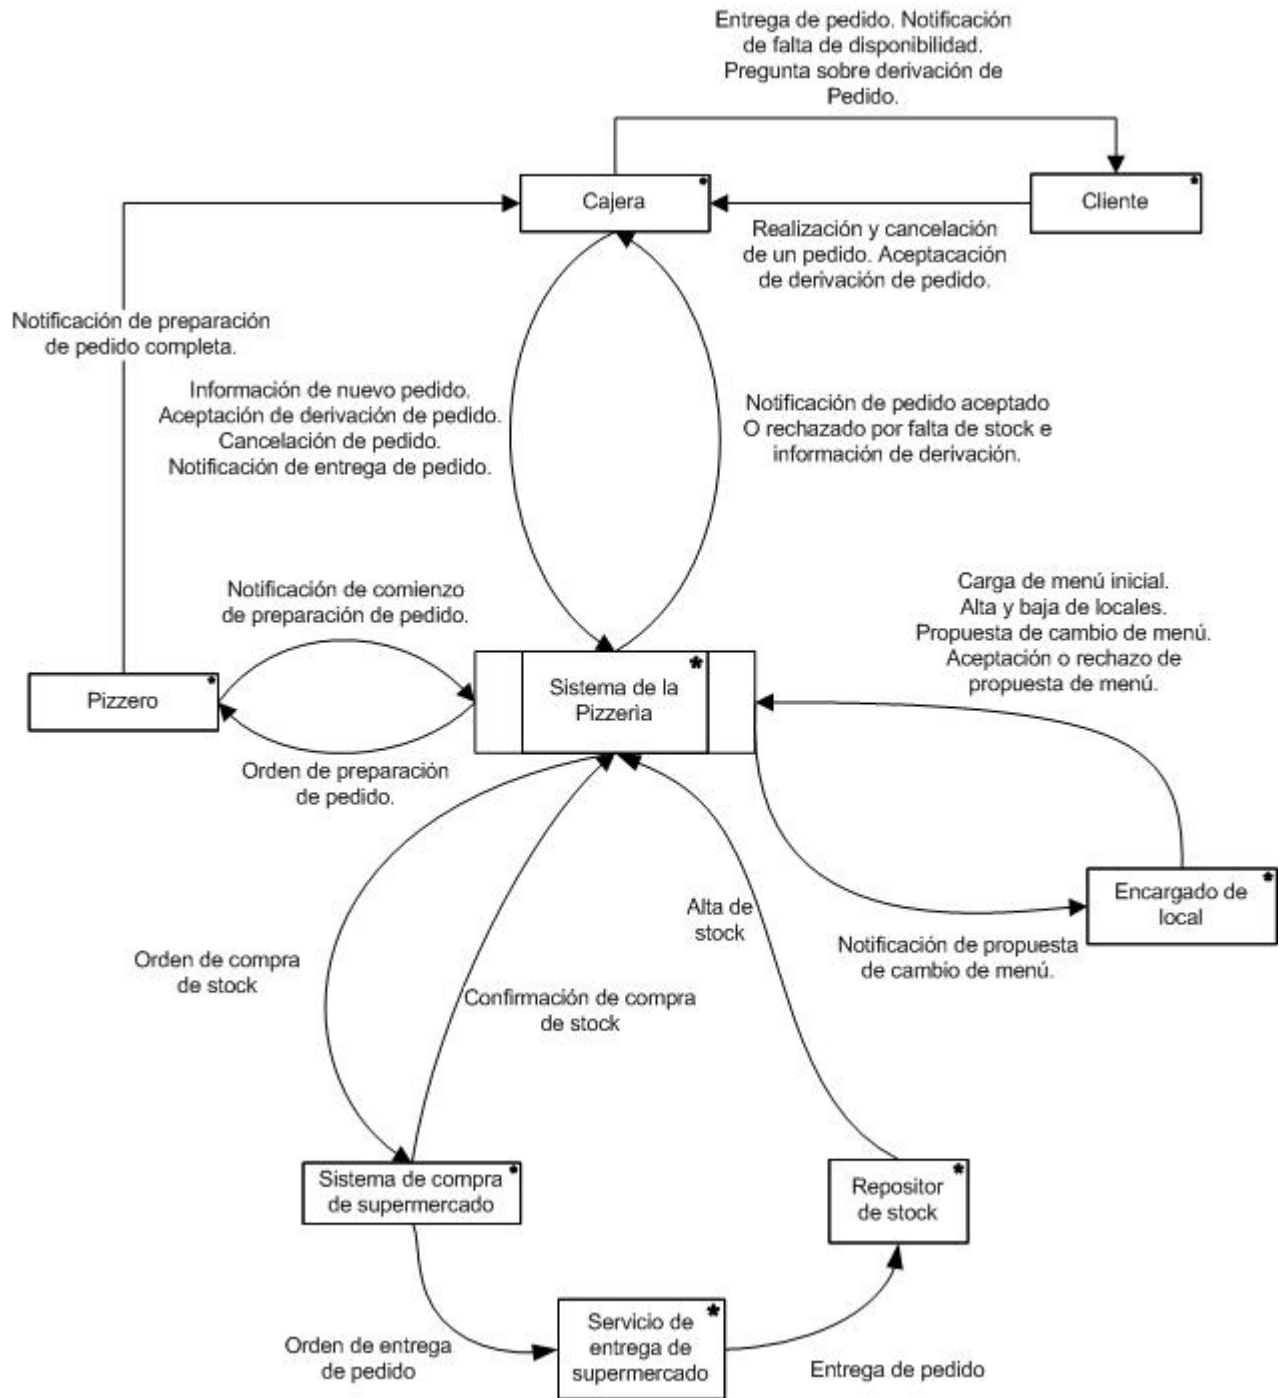 Entrega de pedido. Notificación
de falta de disponibilidad.
Pregunta sobre derivación de
Pedido.
Cajera
Cliente
Realización y cancelación
de un pedido. Aceptacación
de derivación de pedido.
Notificación de preparación
de pedido completa.
Información de nuevo pedido.
Aceptación de derivación de pedido.
Cancelación de pedido.
Notificación de entrega de pedido.
Notificación de pedido aceptado
O rechazado por falta de stock e
información de derivación.
Notificación de comienzo
de preparación de pedido.
Carga de menú inicial.
Alta y baja de locales.
Propuesta de cambio de menú.
Aceptación o rechazo de
propuesta de menú.
Pizzero
Sistema de la
Pizzeria
Orden de preparación
de pedido.
Encargado de
local
Alta de
stock
Notificación de propuesta
de cambio de menú.
Orden de compra
de stock
Confirmación de compra
de stock
Sistema de compra
de supermercado
Repositor
de stock
Servicio de
entrega de
supermercado
Orden de entrega
de pedido
Entrega de pedido